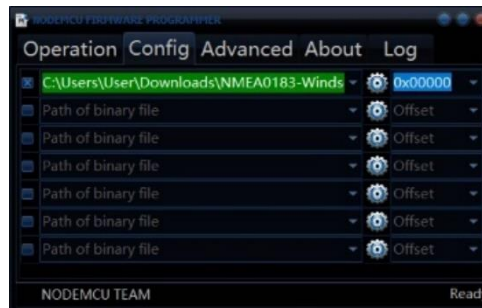 NODEMCU FIRMWARE PROGRAMMER
Operation Config Advanced About Log
C:\Users\User\Downloads\NMEA0183-Winds 0x00000
Path of binary file Offset
Path of binary file Offset
Path of binary file Offset
Path of binary file Offset
Path of binary file Offset
Path of binary file Offset
NODEMCU TEAM Read